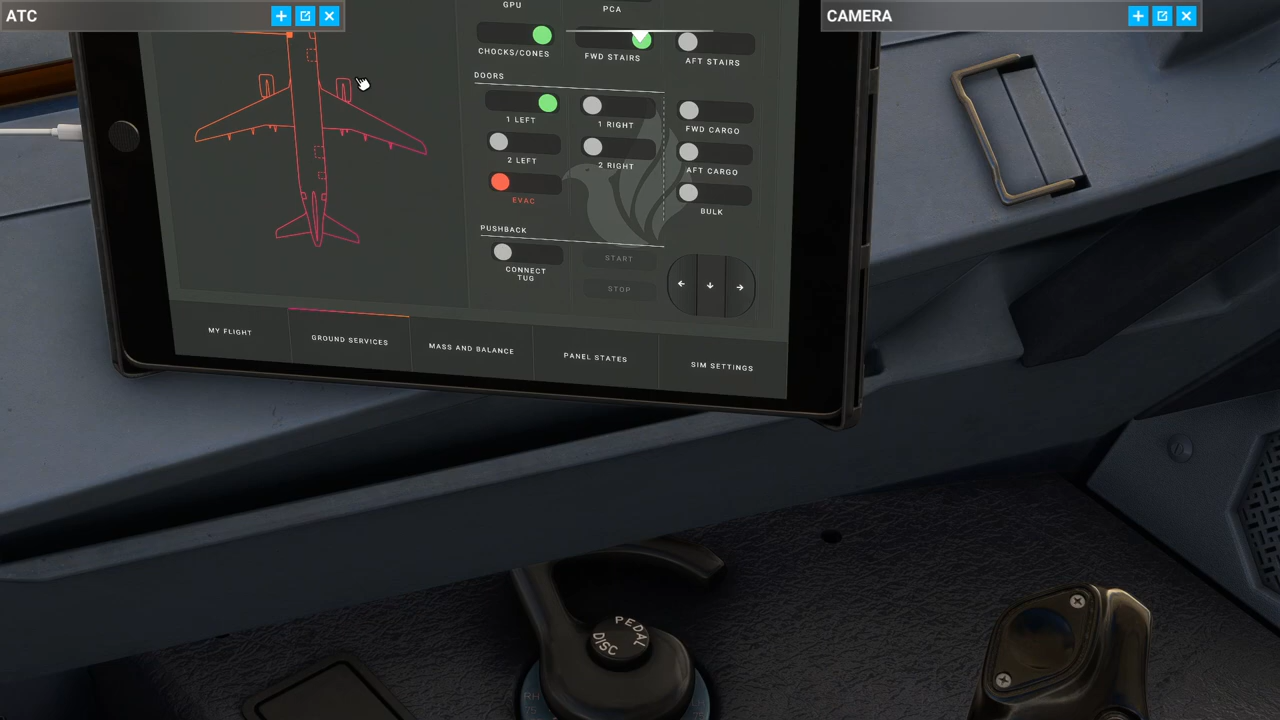 ATC
CAMERA
GPU
PCA
CHOCKS/CONES
FWD STAIRS
AFT STAIRS
DOORS
1 LEFT
1 RIGHT
FWD CARGO
2 LEFT
2 RIGHT
AFT CARGO
EVAC
BULK
PUSHBACK
CONNECT
TUG
START
STOP
MY FLIGHT
GROUND SERVICES
MASS AND BALANCE
PANEL STATES
SIM SETTINGS
PEDAL
DISC
RH